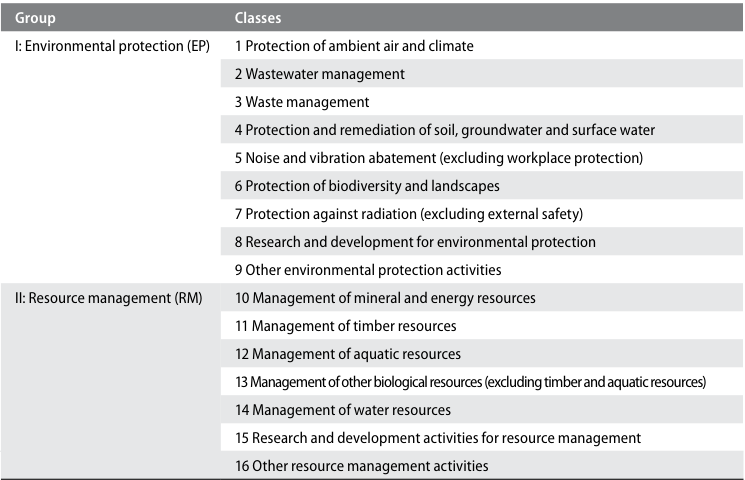 Group Classes
I: Environmental protection (EP) 1 Protection of ambient air and climate
2 Wastewater management
3 Waste management
4 Protection and remediation of soil, groundwater and surface water
5 Noise and vibration abatement (excluding workplace protection)
6 Protection of biodiversity and landscapes
7 Protection against radiation (excluding external safety)
8 Research and development for environmental protection
9 Other environmental protection activities
II: Resource management (RM) 10 Management of mineral and energy resources
11 Management of timber resources
12 Management of aquatic resources
13 Management of other biological resources (excluding timber and aquatic resources)
14 Management of water resources
15 Research and development activities for resource management
16 Other resource management activities